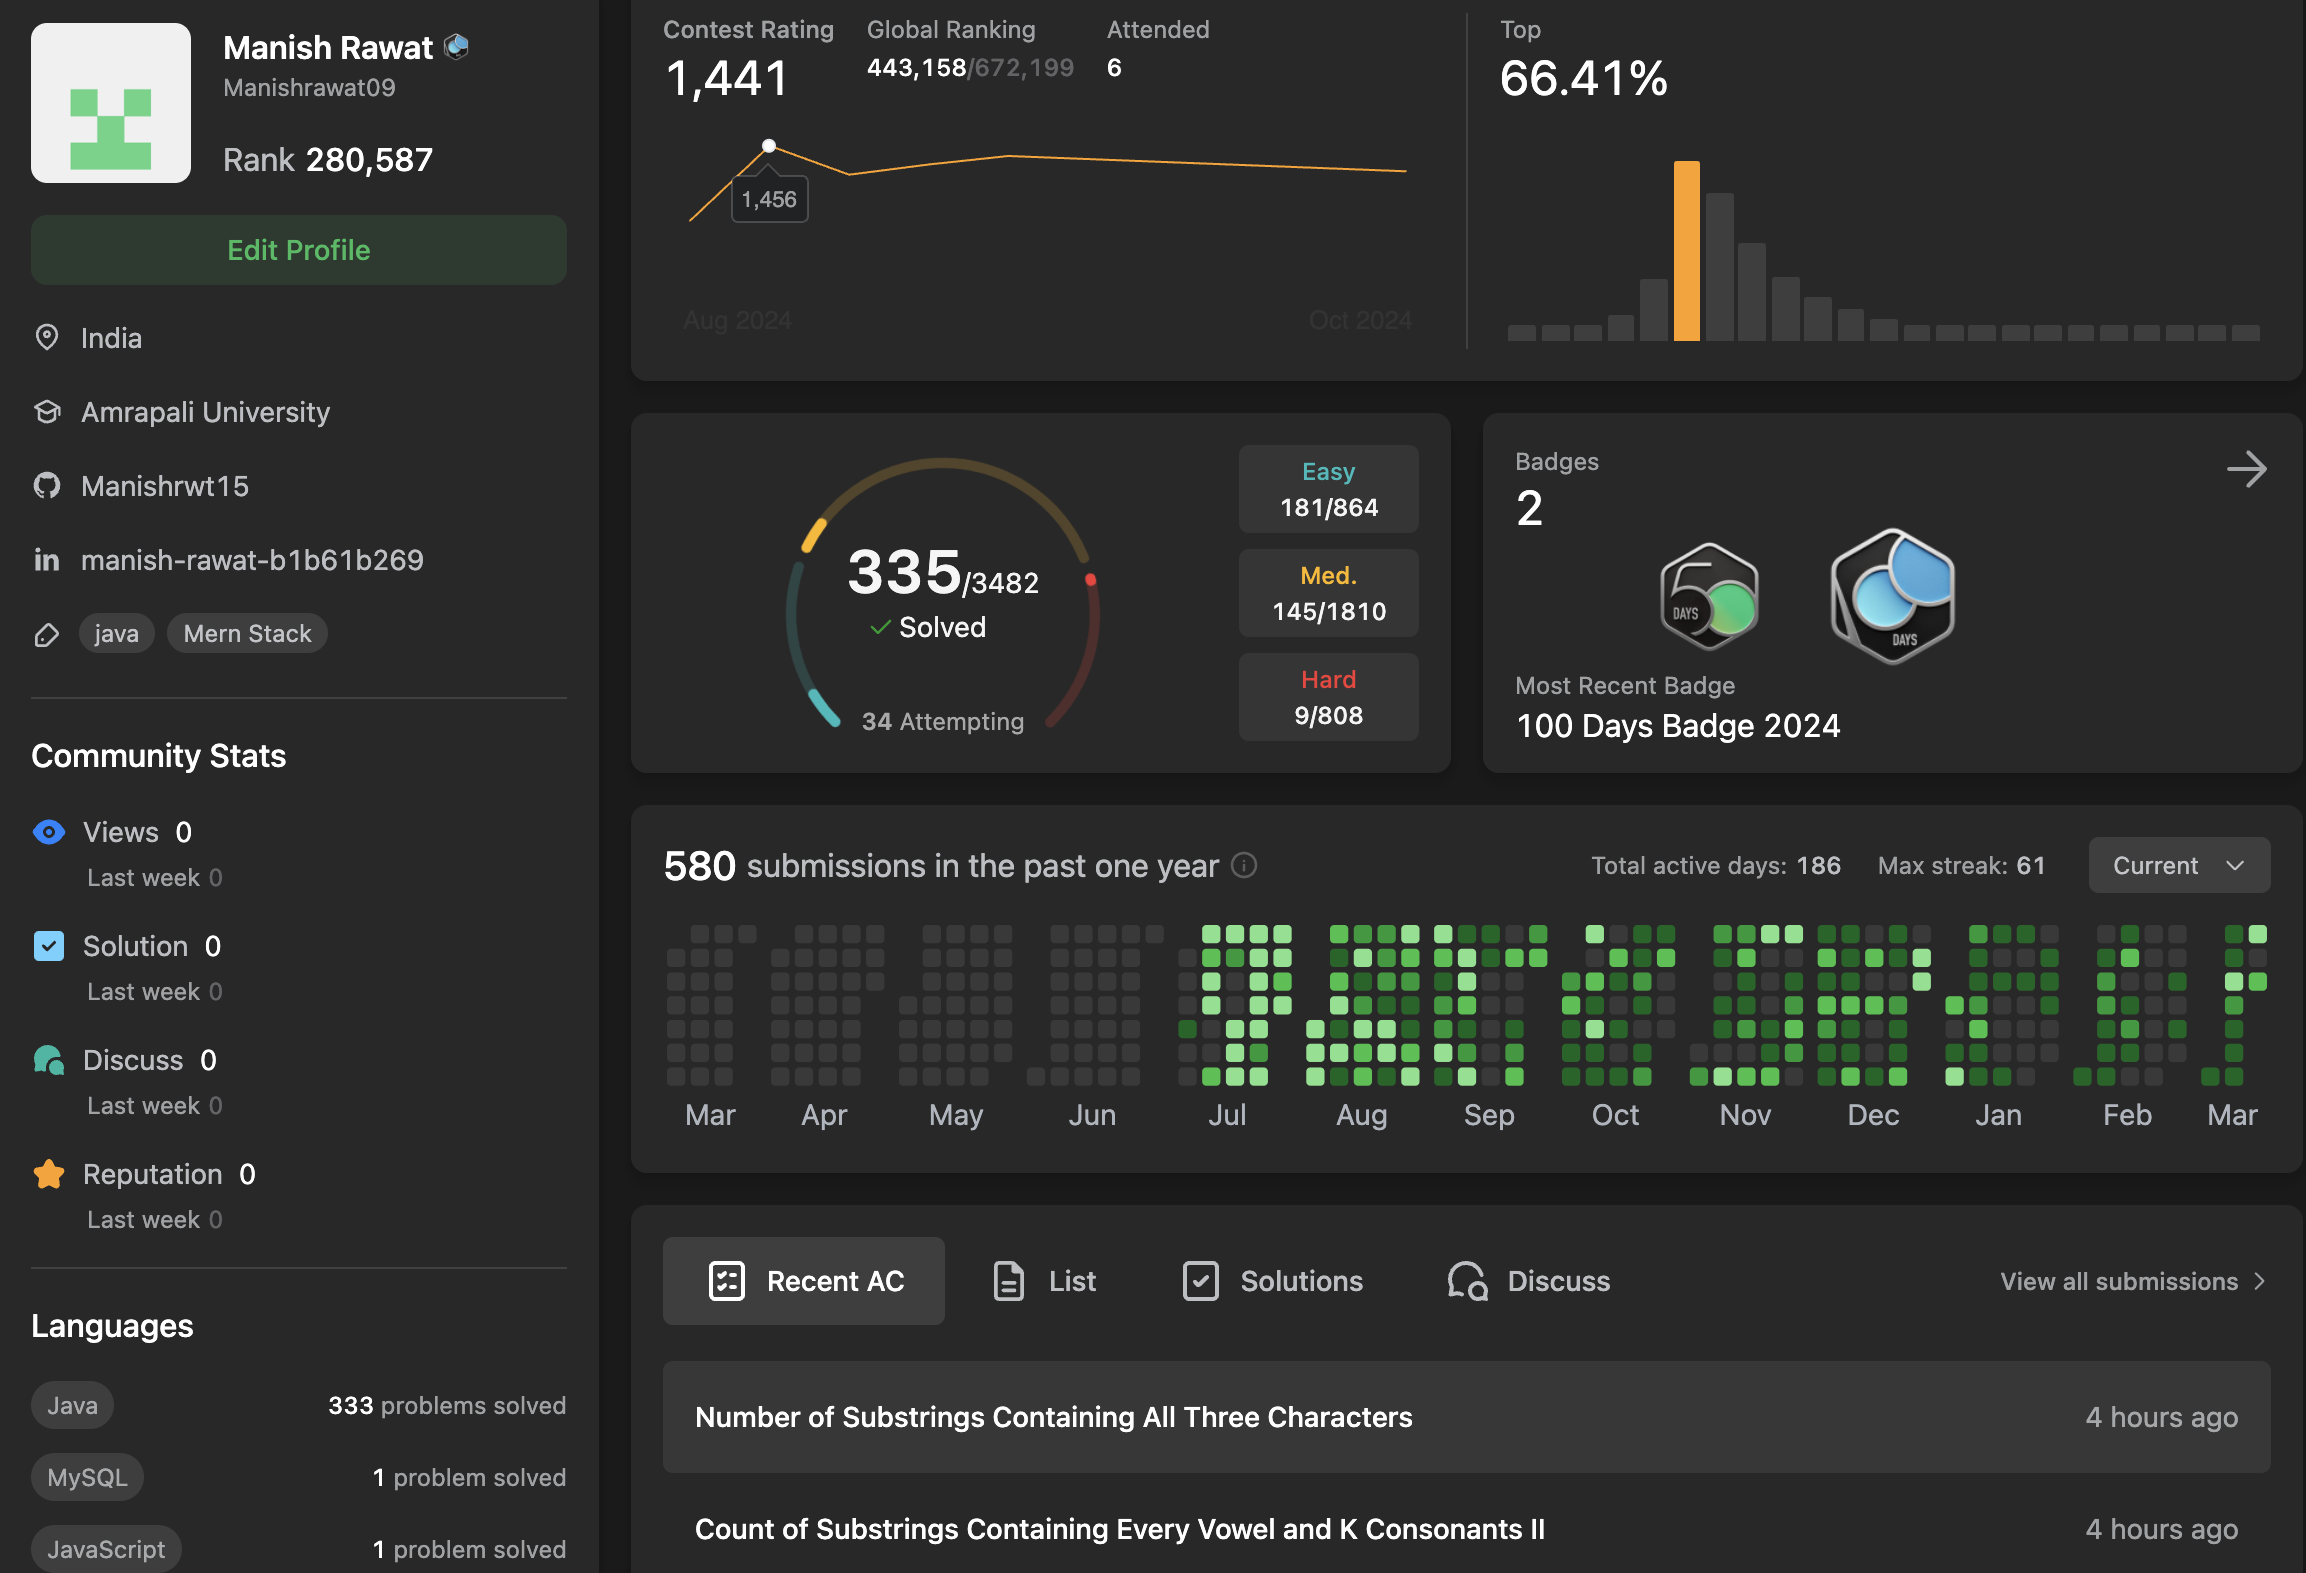 Manish Rawat
Manishrawat09
Rank 280,587
Edit Profile
India
Amrapali University
Manishrwt15
in manish-rawat-b1b61b269
java Mern Stack
Community Stats
Views 0
Last week 0
Solution 0
Last week 0
Discuss 0
Last week 0
Reputation 0
Last week 0
Languages
Java 333 problems solved
MySQL 1 problem solved
JavaScript 1 problem solved
Contest Rating Global Ranking Attended
1,441 443,158/672,199 6
1,456
Aug 2024 Oct 2024
Top
66.41%
335/3482
Solved
34 Attempting
Easy
181/864
Med.
145/1810
Hard
9/808
Badges
2
50 DAYS
DAYS
Most Recent Badge
100 Days Badge 2024
580 submissions in the past one year Total active days: 186 Max streak: 61 Current
Mar Apr May Jun Jul Aug Sep Oct Nov Dec Jan Feb Mar
Recent AC List Solutions Discuss View all submissions
Number of Substrings Containing All Three Characters 4 hours ago
Count of Substrings Containing Every Vowel and K Consonants II 4 hours ago